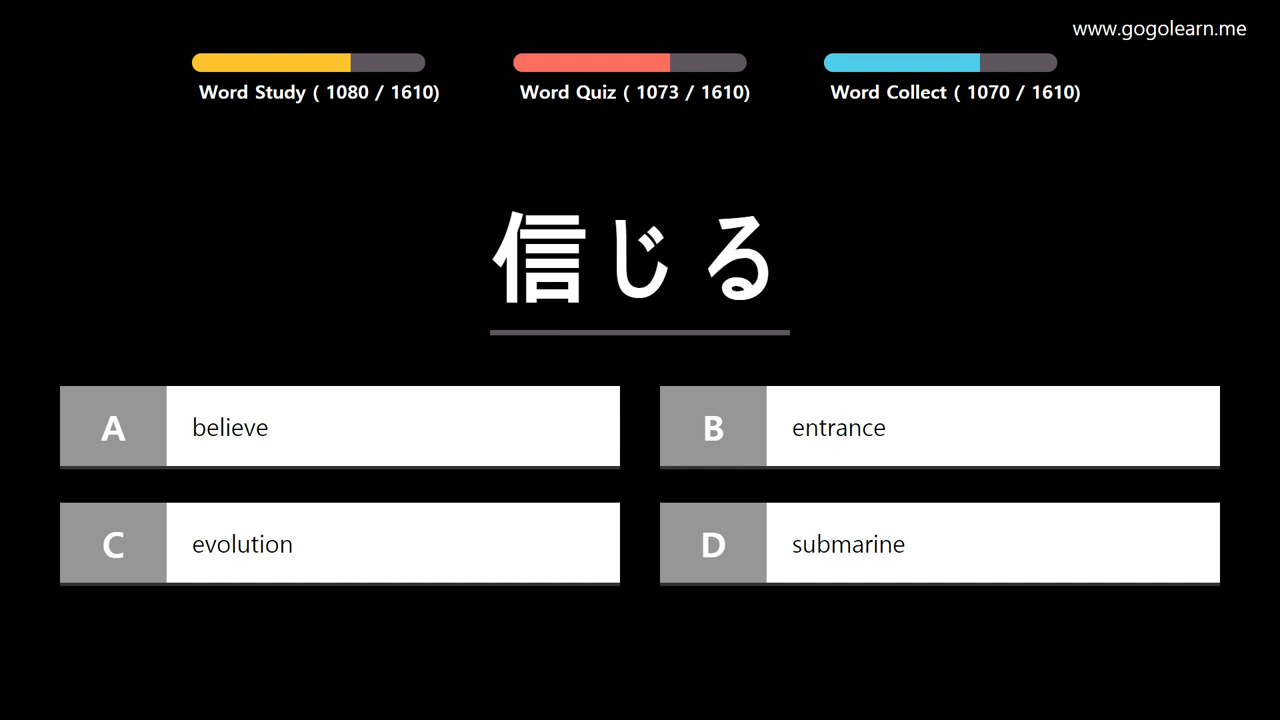 www.gogolearn.me
Word Study ( 1080 / 1610)
Word Quiz ( 1073 / 1610)
Word Collect ( 1070 / 1610)
信じる
A believe
B entrance
C evolution
D submarine